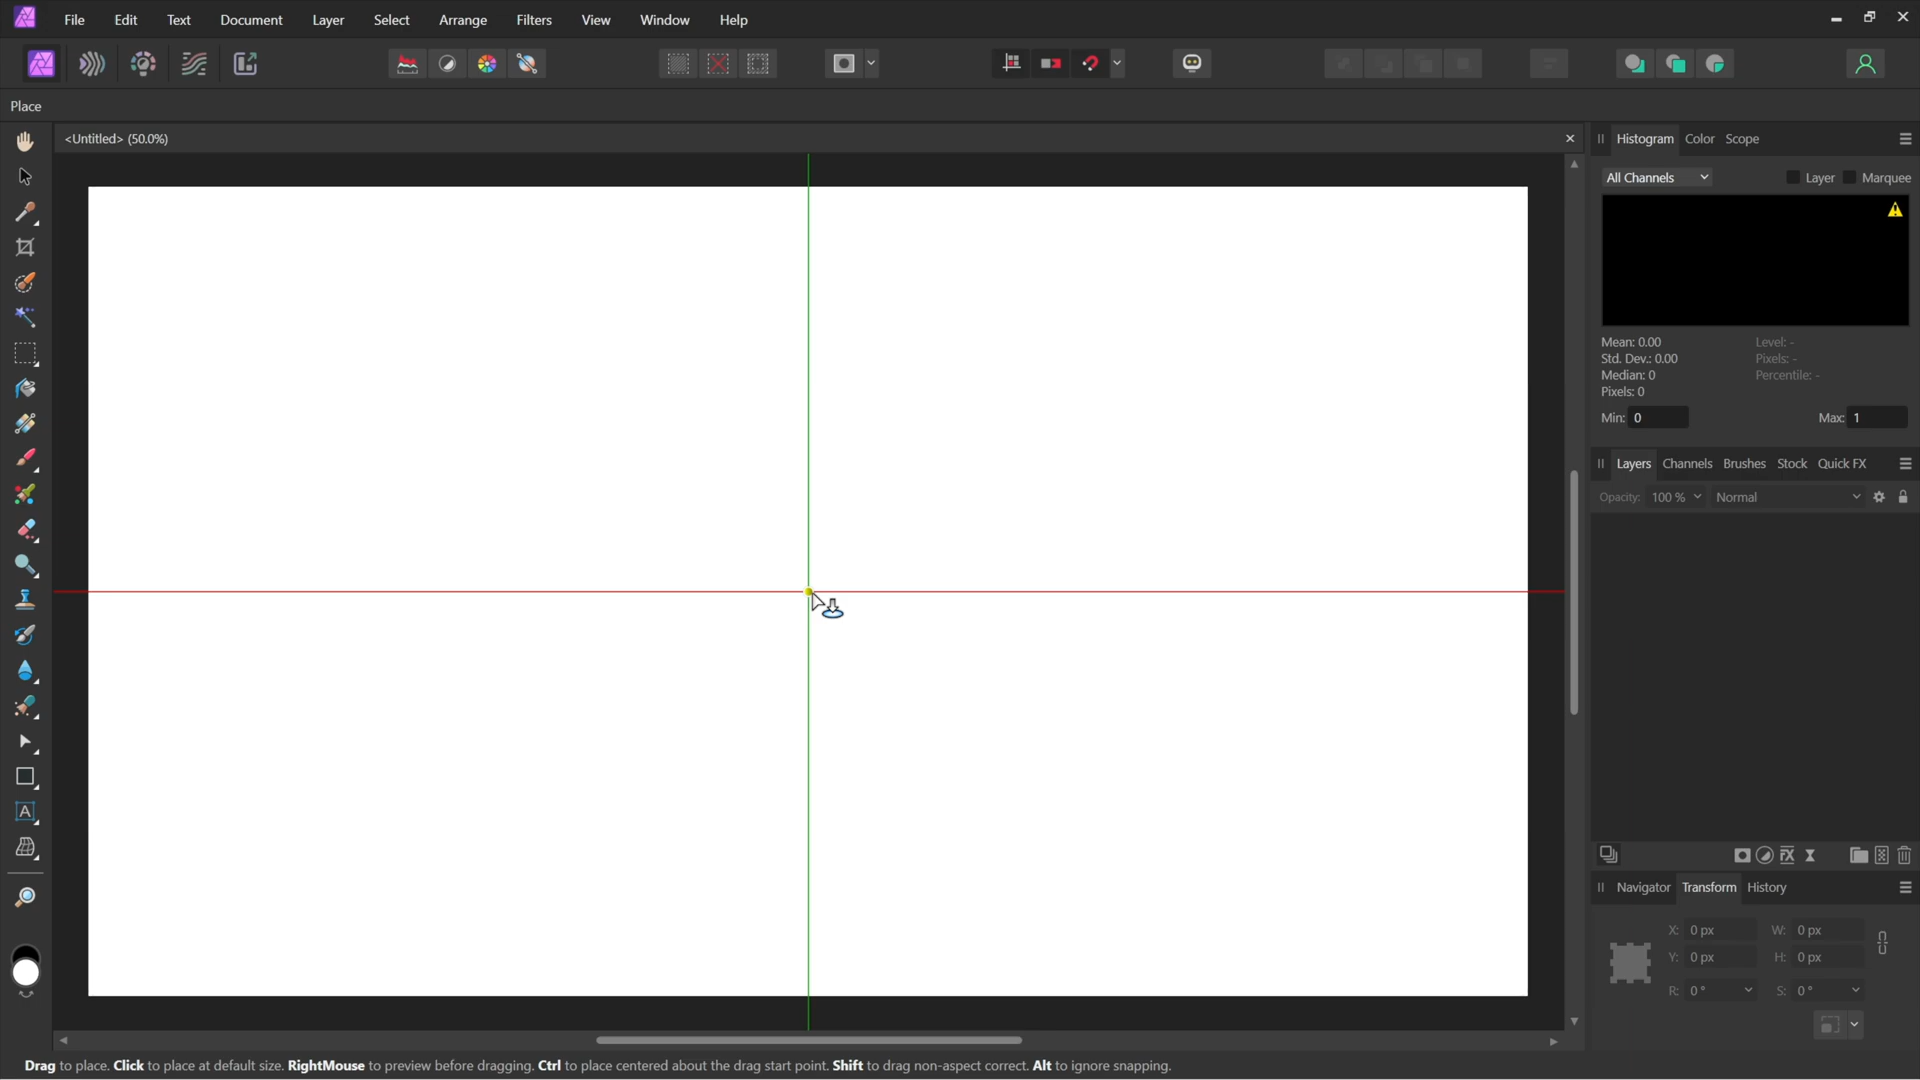 File Edit Text Document Layer Select Arrange Filters View Window Help
Place
<Untitled> (50.0%)
Histogram Color Scope
All Channels Layer Marquee
Mean: 0.00 Level: -
Std. Dev.: 0.00 Pixels: -
Median: 0 Percentile: -
Pixels: 0
Min: 0 Max: 1
Layers Channels Brushes Stock Quick FX
Opacity: 100 % Normal
Navigator Transform History
X: 0 px W: 0 px
Y: 0 px H: 0 px
R: 0 ° S: 0 °
Drag to place. Click to place at default size. RightMouse to preview before dragging. Ctrl to place centered about the drag start point. Shift to drag non-aspect correct. Alt to ignore snapping.